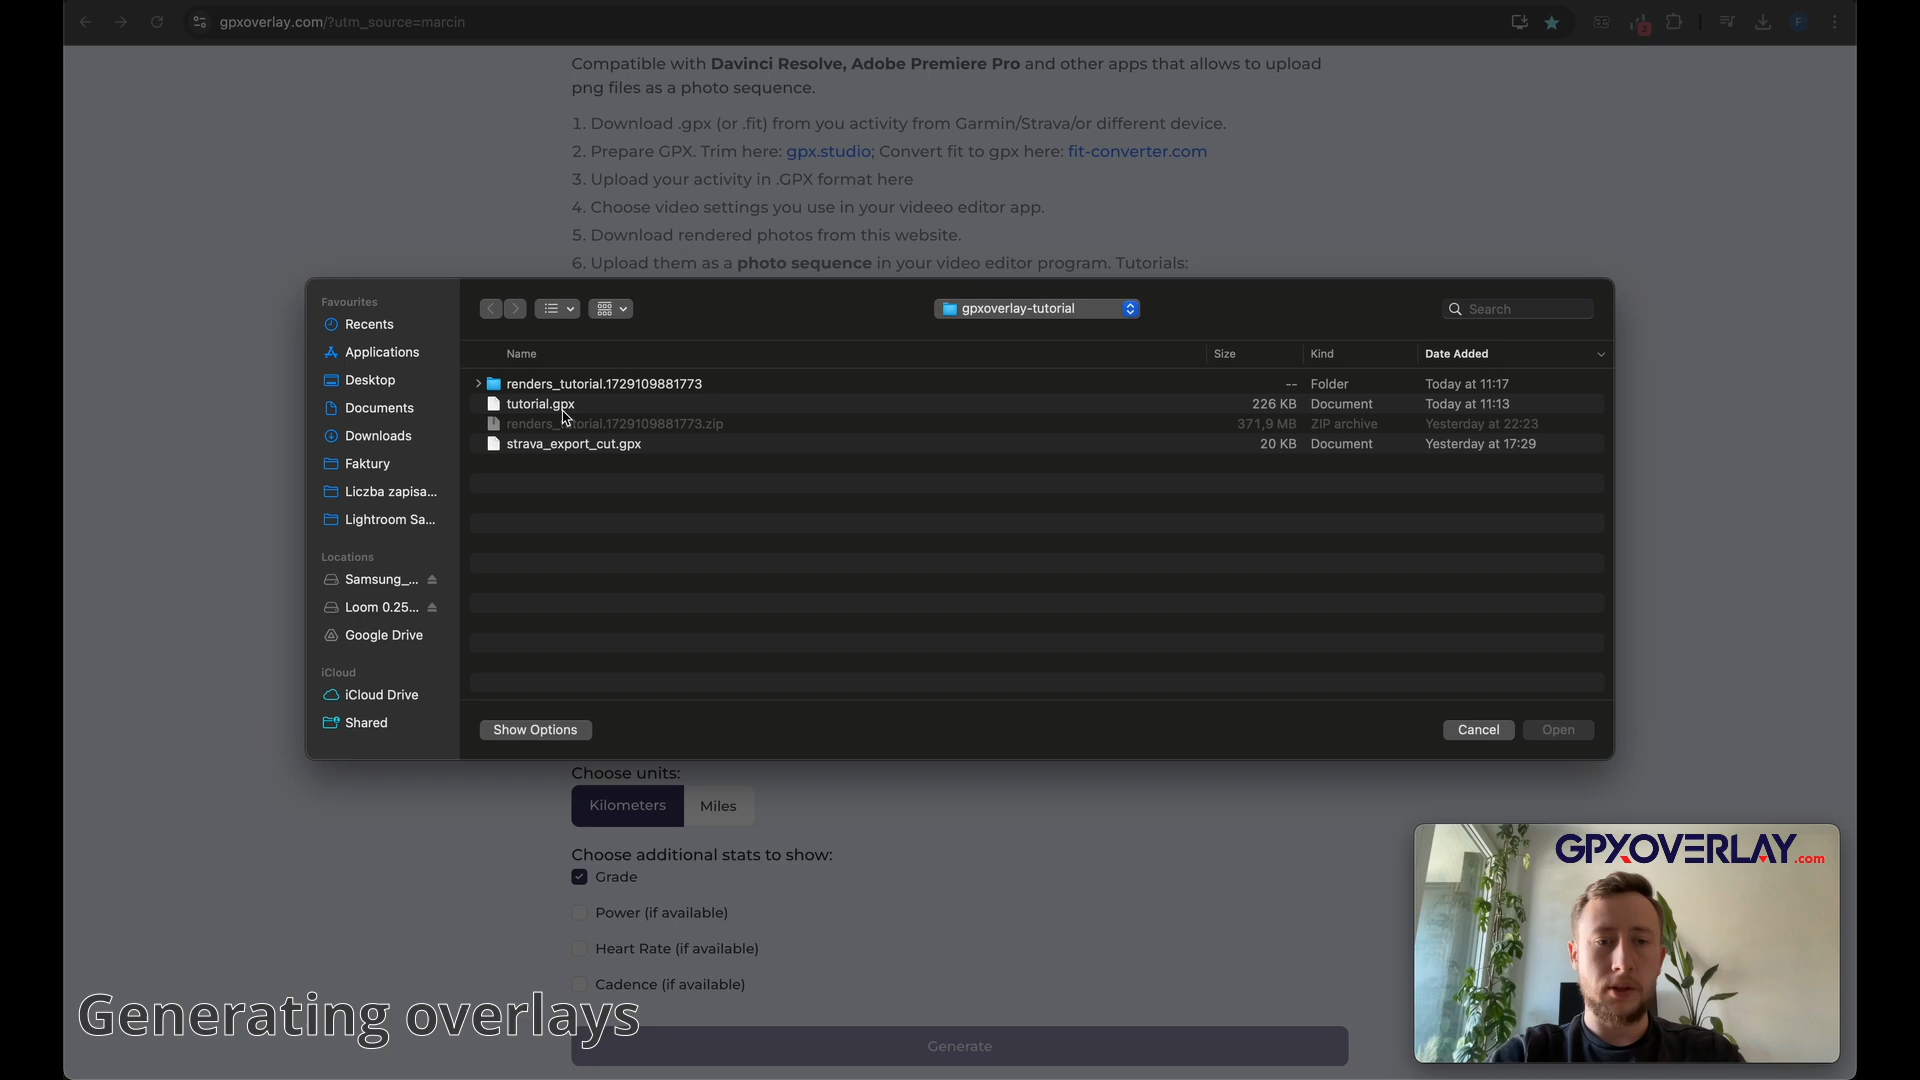 gpxoverlay.com/?utm_source=marcin
2
F
Compatible with Davinci Resolve, Adobe Premiere Pro and other apps that allows to upload
png files as a photo sequence.
1. Download .gpx (or .fit) from you activity from Garmin/Strava/or different device.
2. Prepare GPX. Trim here: gpx.studio; Convert fit to gpx here: fit-converter.com
3. Upload your activity in .GPX format here
4. Choose video settings you use in your videeo editor app.
5. Download rendered photos from this website.
6. Upload them as a photo sequence in your video editor program. Tutorials:
Favourites
Recents
Applications
Desktop
Documents
Downloads
Faktury
Liczba zapisa...
Lightroom Sa...
Locations
Samsung_...
Loom 0.25...
Google Drive
iCloud
iCloud Drive
Shared
gpxoverlay-tutorial
Search
Name Size Kind Date Added
renders_tutorial.1729109881773 -- Folder Today at 11:17
tutorial.gpx 226 KB Document Today at 11:13
renders_tutorial.1729109881773.zip 371,9 MB ZIP archive Yesterday at 22:23
strava_export_cut.gpx 20 KB Document Yesterday at 17:29
Show Options
Cancel
Open
Choose units:
Kilometers Miles
Choose additional stats to show:
Grade
Power (if available)
Heart Rate (if available)
Cadence (if available)
Generate
Generating overlays
GPXOVERLAY.com